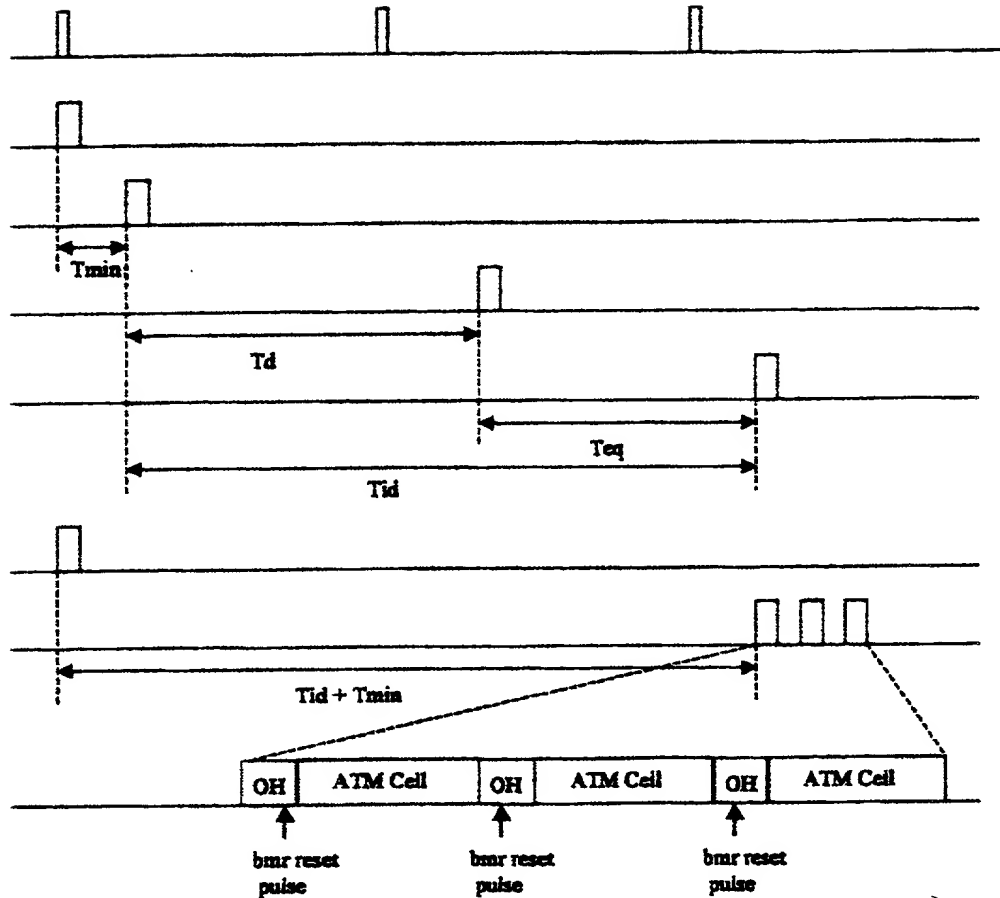 Tmin
Td
Teq
Tid
Tid + Tmin
OH ATM Cell OH ATM Cell OH ATM Cell
bmr reset bmr reset bmr reset
pulse pulse pulse